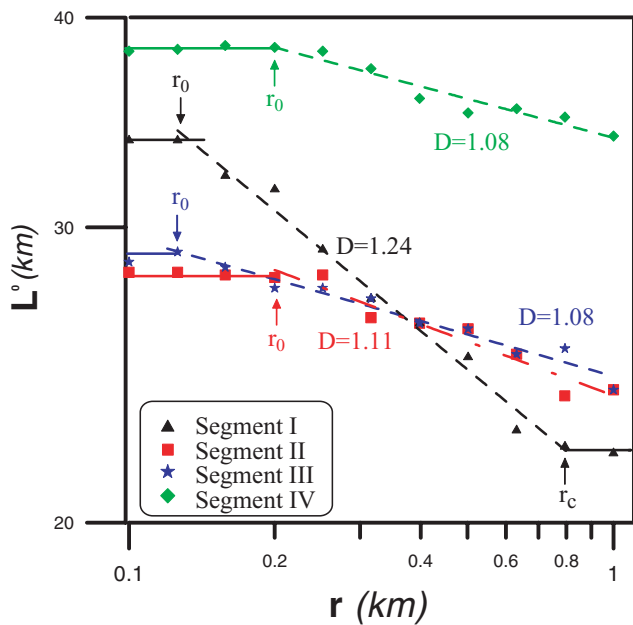 40
r₀
r₀
D=1.08
r₀
30
D=1.24
L° (km)
r₀
D=1.11
D=1.08
Segment I
Segment II
Segment III
Segment IV
r_c
20
0.1
0.2
0.4
0.6
0.8
1
r (km)